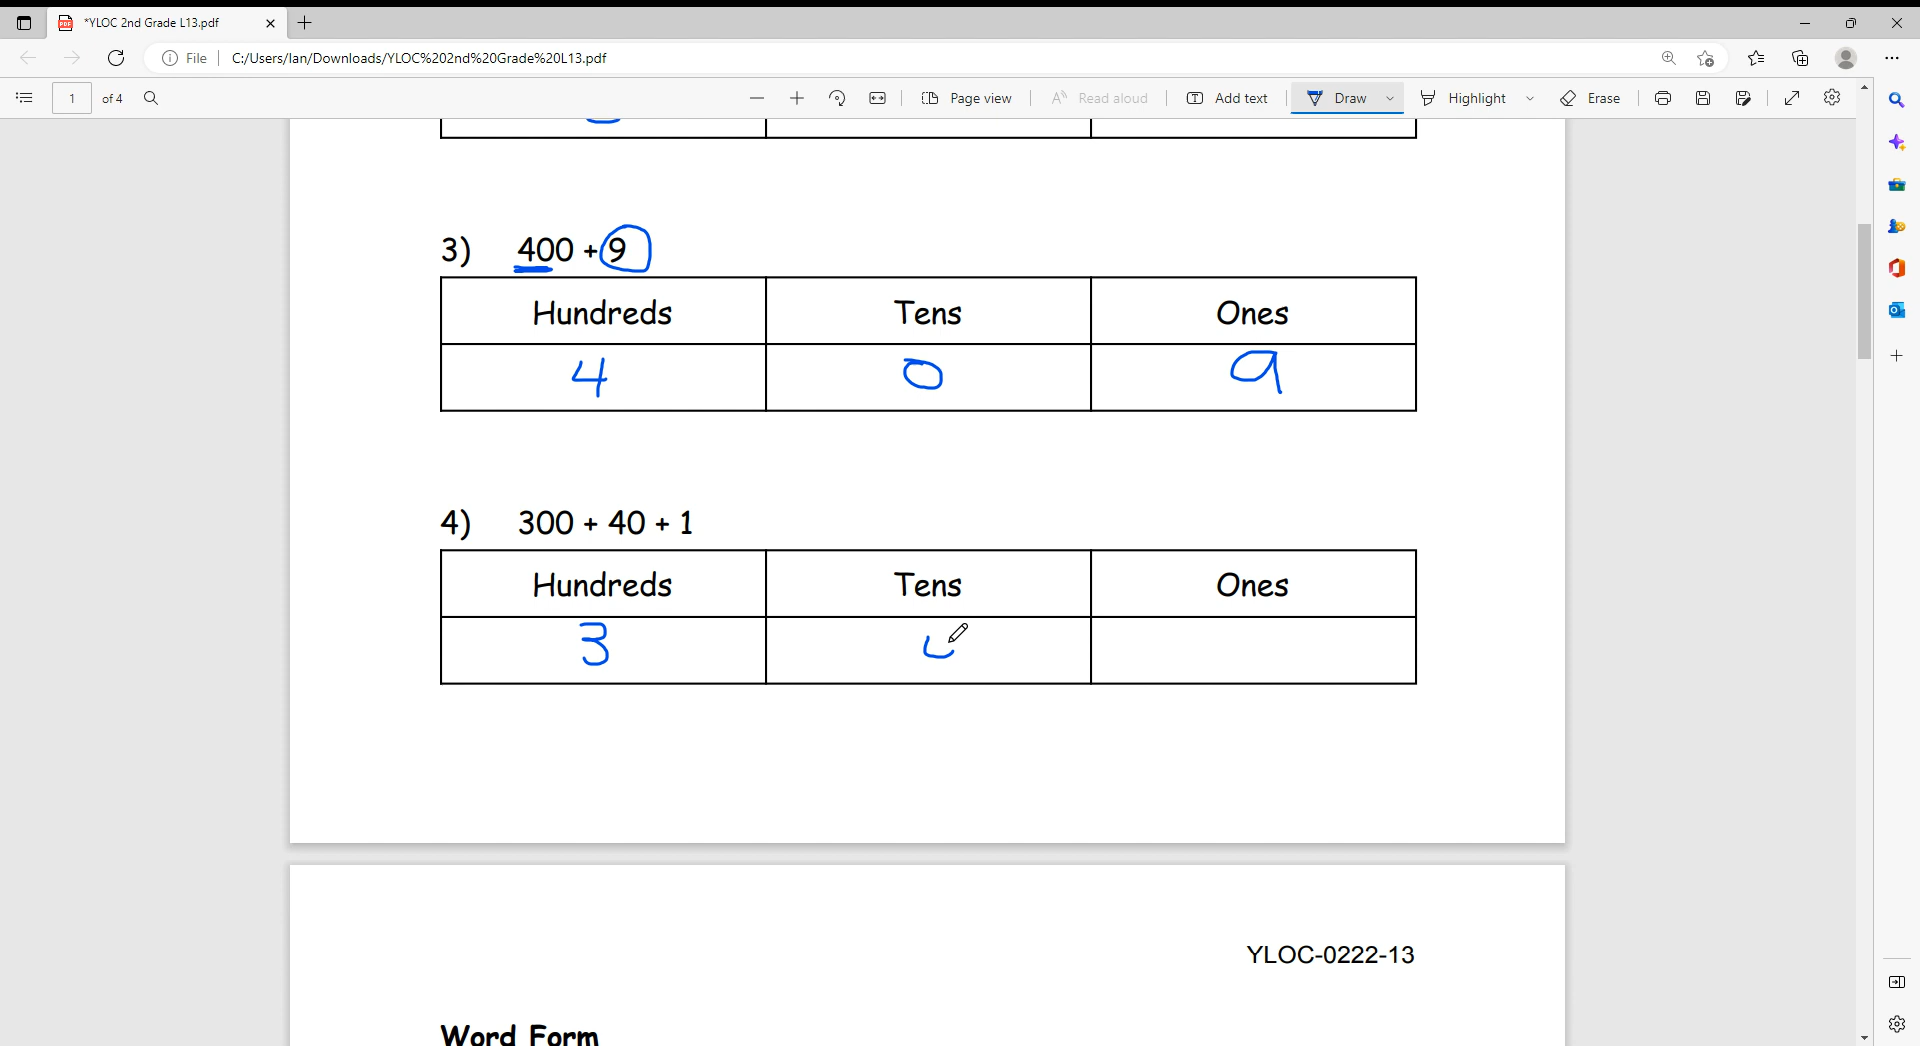 *YLOC 2nd Grade L13.pdf
File C:/Users/Ian/Downloads/YLOC%202nd%20Grade%20L13.pdf
1 of 4 Page view Read aloud Add text Draw Highlight Erase
3) 400 + 9
Hundreds Tens Ones
4 0 9
4) 300 + 40 + 1
Hundreds Tens Ones
3
YLOC-0222-13
Word Form